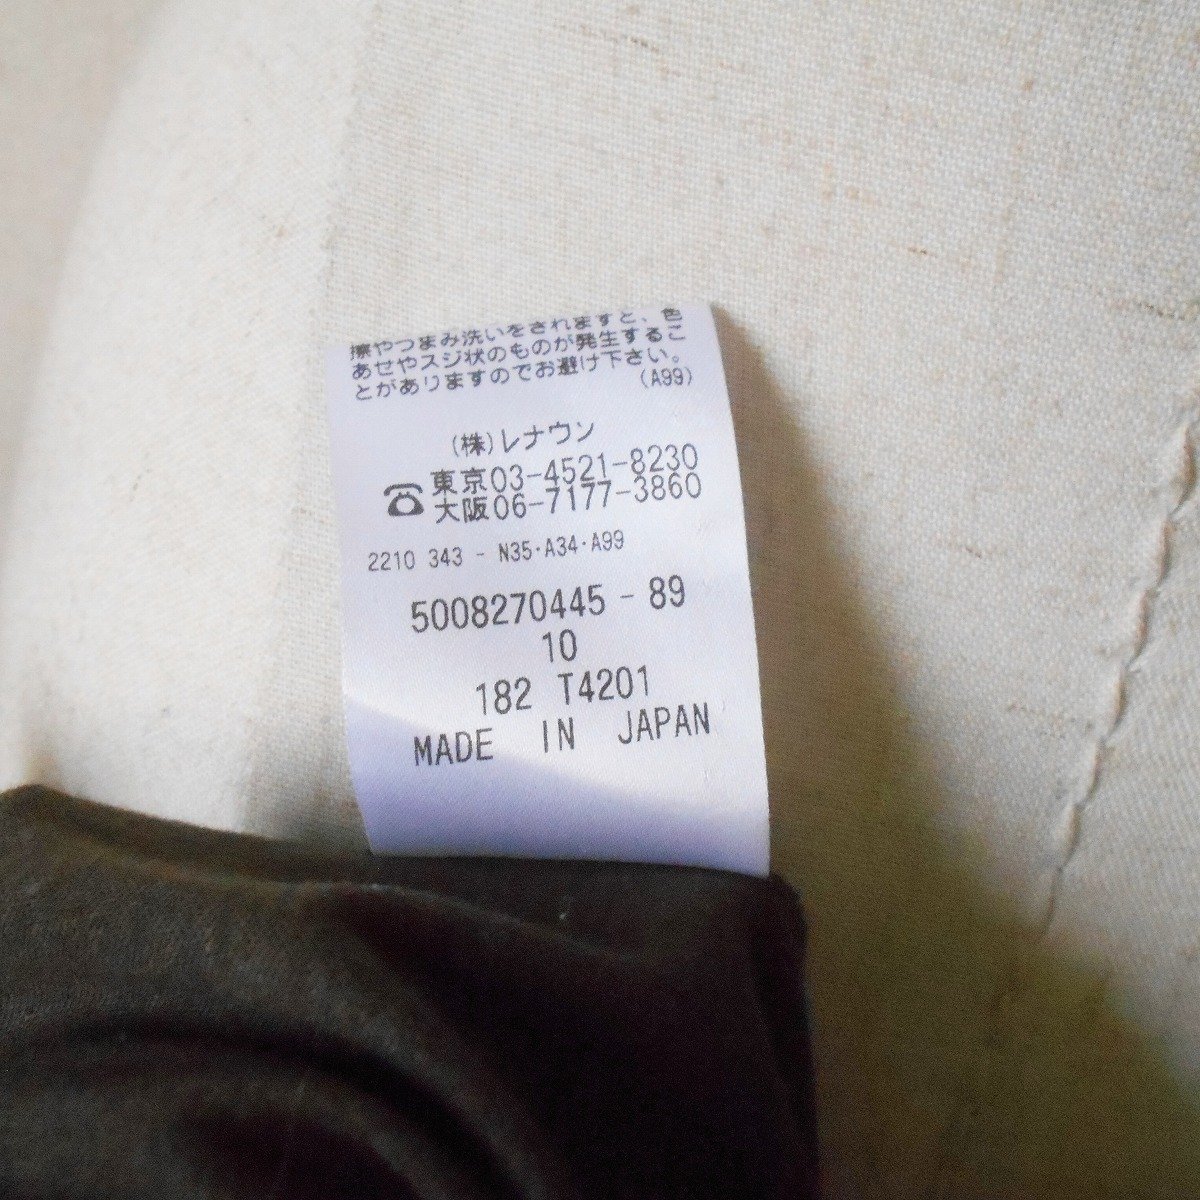 擦やつまみ洗いをされますと、色
あせやスジ状のものが発生するこ
とがありますのでお避け下さい。
(A99)
(株)レナウン
東京03-4521-8230
大阪06-7177-3860
2210 343 - N35・A34・A99
5008270445 - 89
10
182 T4201
MADE IN JAPAN